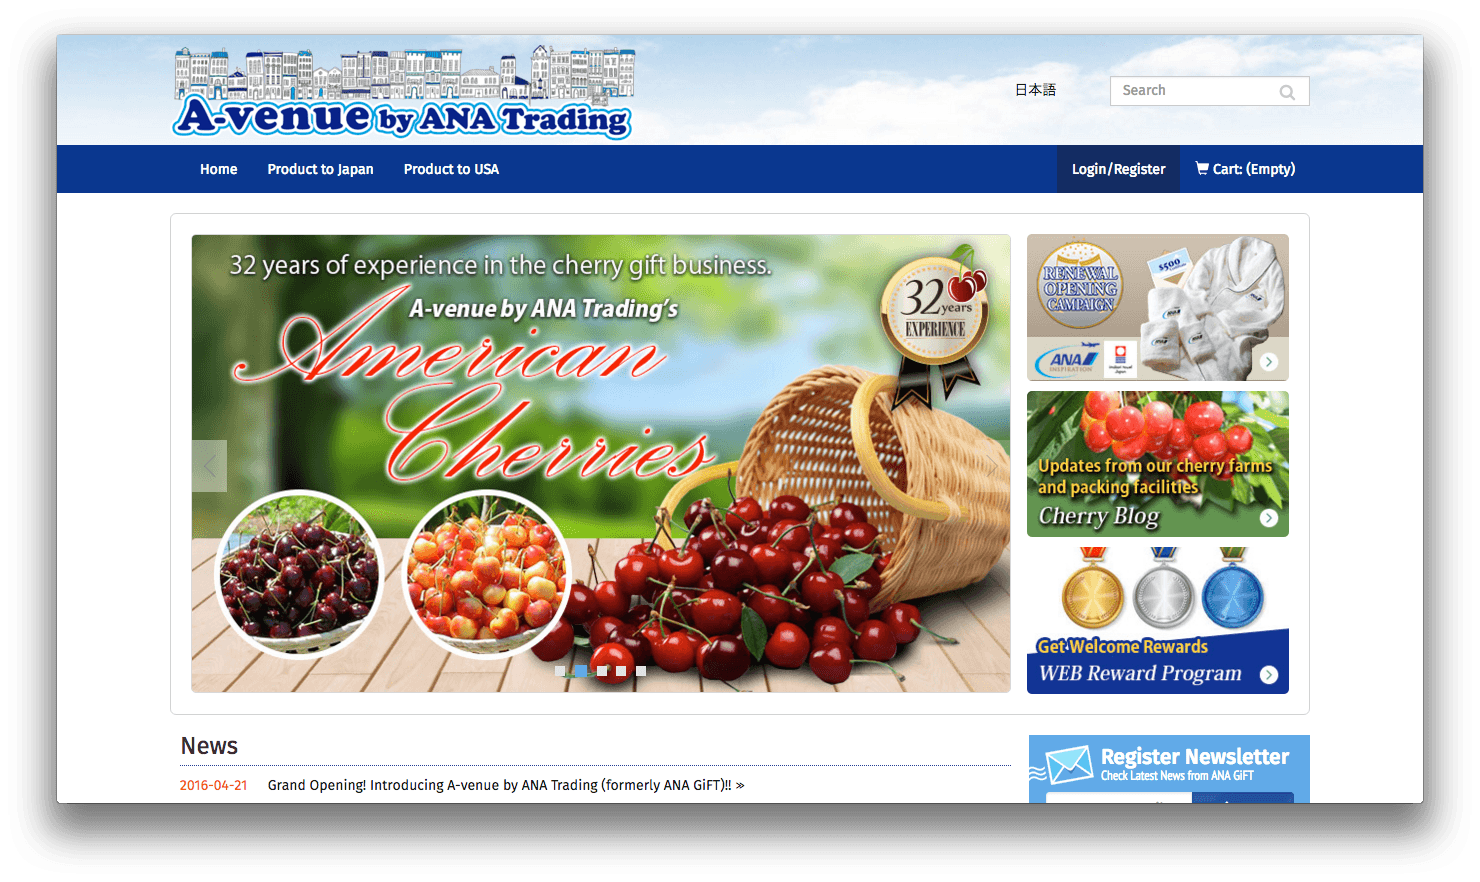 A-venue by ANA Trading
日本語
Search
Home
Product to Japan
Product to USA
Login/Register
Cart: (Empty)
32 years of experience in the cherry gift business.
A-venue by ANA Trading's
American
Cherries
32 years
EXPERIENCE
RENEWAL
OPENING
CAMPAIGN
$500
ANA
INSPIRATION
Updates from our cherry farms
and packing facilities
Cherry Blog
Get Welcome Rewards
WEB Reward Program
News
2016-04-21 Grand Opening! Introducing A-venue by ANA Trading (formerly ANA GiFT)!! »
Register Newsletter
Check Latest News from ANA GiFT